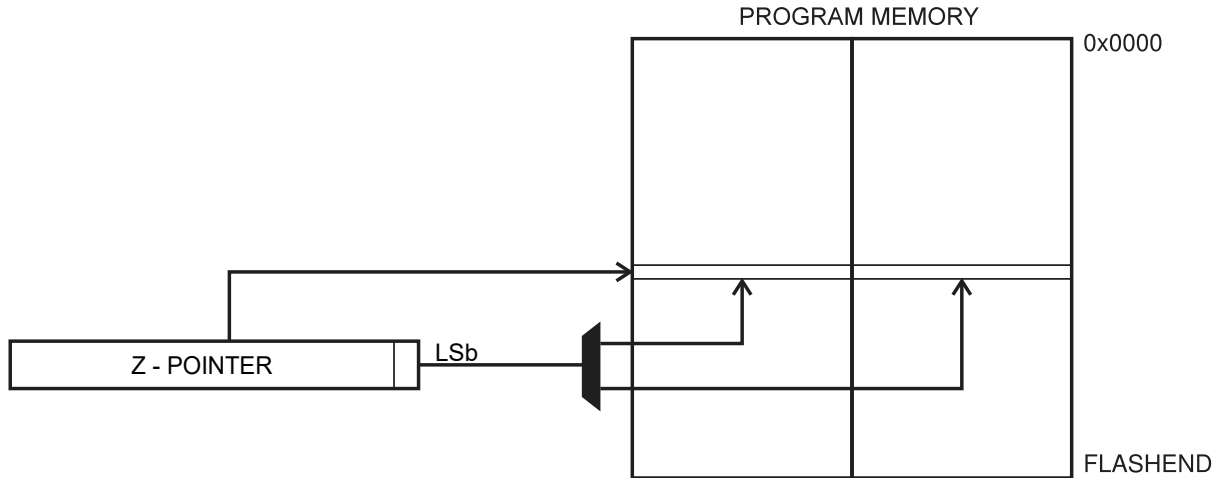 PROGRAM MEMORY
0x0000
LSb
Z - POINTER
FLASHEND